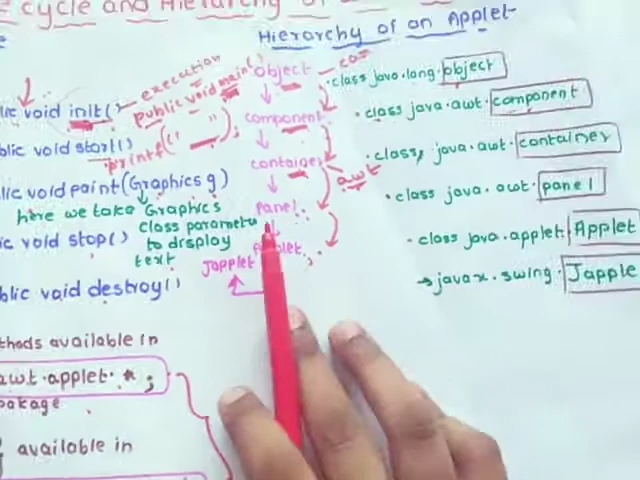 e cycle and Hierarchy of
Hierarchy of an Applet
execution
lic void init()
public void main()
printf(" ");
blic void start()
lic void paint(Graphics g)
here we take Graphics
class parameter
to display
text
ic void stop()
blic void destroy()
thods available in
awt.applet.*;
package
available in
object
component
container
awt
panel
Applet
Japplet
class java.lang.object
class java.awt.component
class, java.awt.container
class java.awt.panel
class java.applet.Applet
javax.swing.Japple